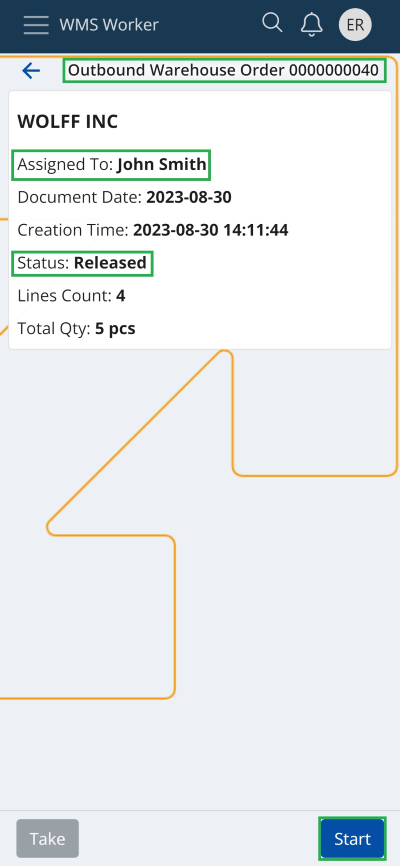 WMS Worker
ER
Outbound Warehouse Order 0000000040
WOLFF INC
Assigned To: John Smith
Document Date: 2023-08-30
Creation Time: 2023-08-30 14:11:44
Status: Released
Lines Count: 4
Total Qty: 5 pcs
Take
Start